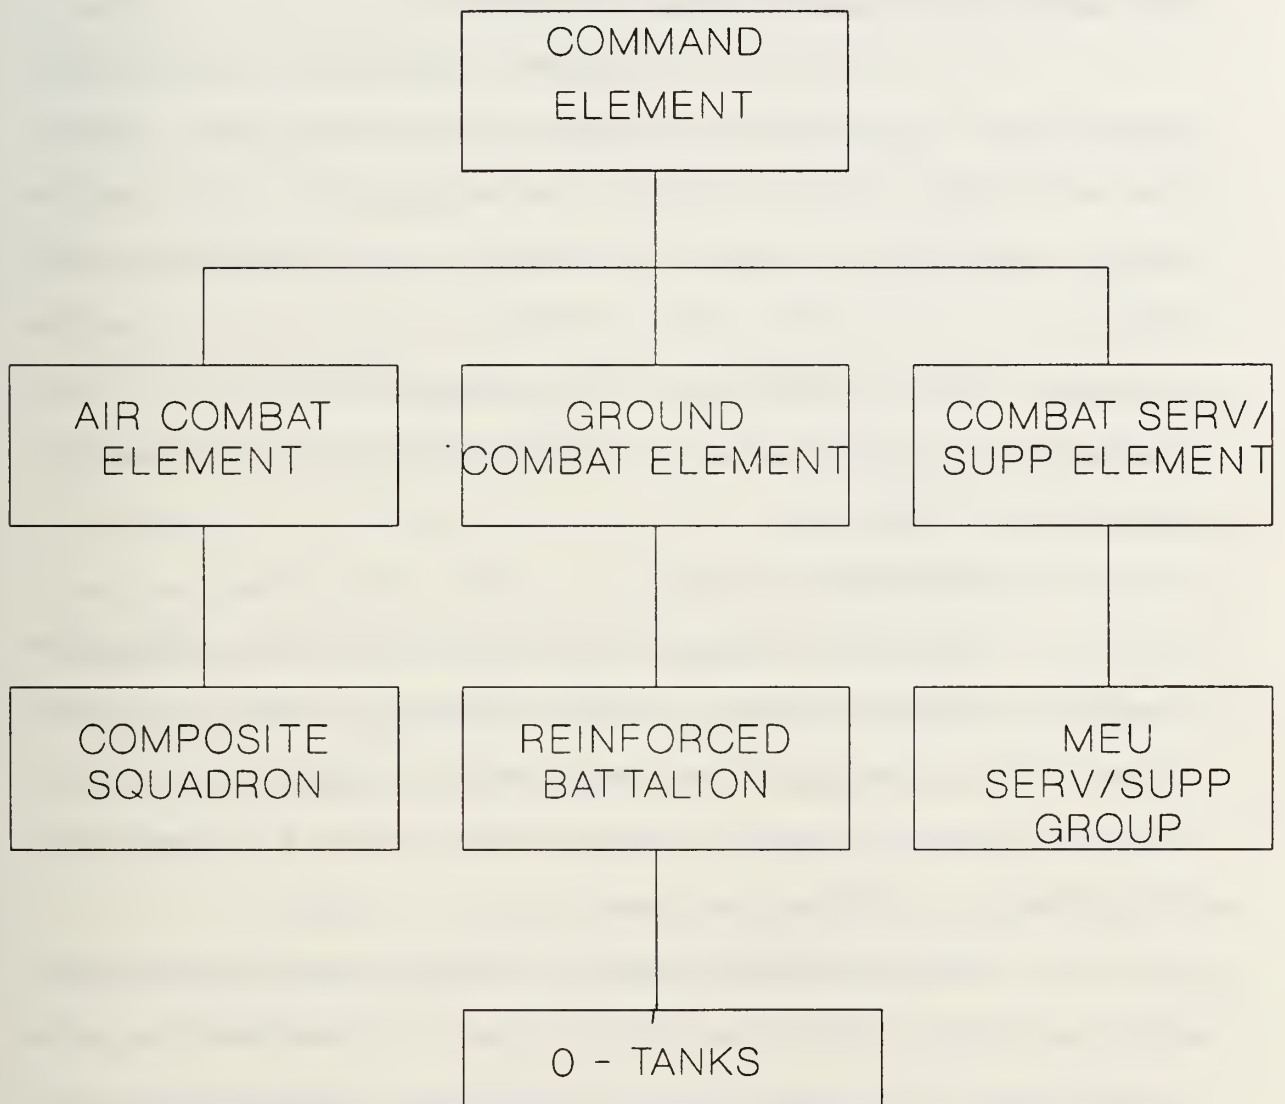 COMMAND
ELEMENT
AIR COMBAT
ELEMENT
GROUND
COMBAT ELEMENT
COMBAT SERV/
SUPP ELEMENT
COMPOSITE
SQUADRON
REINFORCED
BATTALION
MEU
SERV/SUPP
GROUP
0 - TANKS